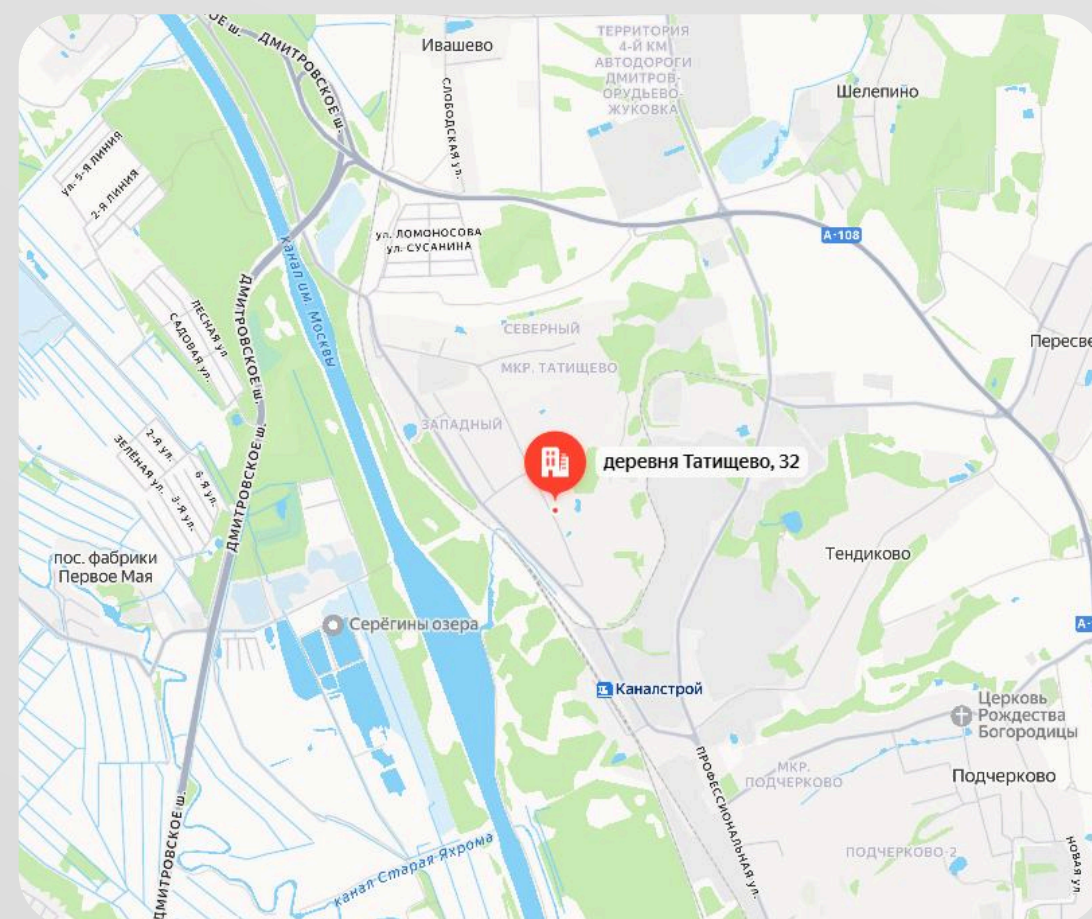 ОЕ Ш.
ДМИТРОВСКОЕ Ш.
Ивашево
ТЕРРИТОРИЯ
4-Й КМ
АВТОДОРОГИ
ДМИТРОВ-
ОРУДЬЕВО-
ЖУКОВКА
Шелепино
СЛОБОДСКАЯ ул.
ул. 5-Я ЛИНИЯ
2-Я ЛИНИЯ
ул. ЛОМОНОСОВА
ул. СУСАНИНА
А-108
канал им. Москвы
ДМИТРОВСКОЕ Ш.
ЛЕСНАЯ ул.
САДОВАЯ ул.
СЕВЕРНЫЙ
Пересве
МКР. ТАТИЩЕВО
ЗАПАДНЫЙ
деревня Татищево, 32
2-Я ул.
ЗЕЛЁНАЯ ул.
6-Я ул.
3-Я ул.
ДМИТРОВСКОЕ Ш.
пос. фабрики
Первое Мая
Тендиково
Серёгины озера
А-
Каналстрой
Церковь
Рождества
Богородицы
МКР.
ПОДЧЕРКОВО
Подчерково
ПРОФЕССИОНАЛЬНАЯ ул.
ДМИТРОВСКОЕ Ш.
канал Старая Яхрома
ПОДЧЕРКОВО-2
НОВАЯ ул.